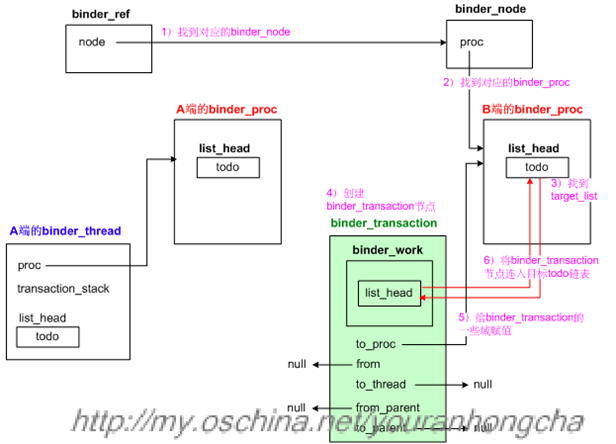 binder_ref
node
1）找到对应的binder_node
binder_node
proc
2）找到对应的binder_proc
A端的binder_proc
list_head
todo
B端的binder_proc
list_head
todo
3）找到
target_list
4）创建
binder_transaction节点
binder_transaction
A端的binder_thread
proc
transaction_stack
list_head
todo
binder_work
list_head
6）将binder_transaction
节点连入目标todo链表
5）给binder_transaction的
一些域赋值
to_proc
null
from
to_thread
null
null
from_parent
to_parent
null
http://my.oschina.net/youranhongcha